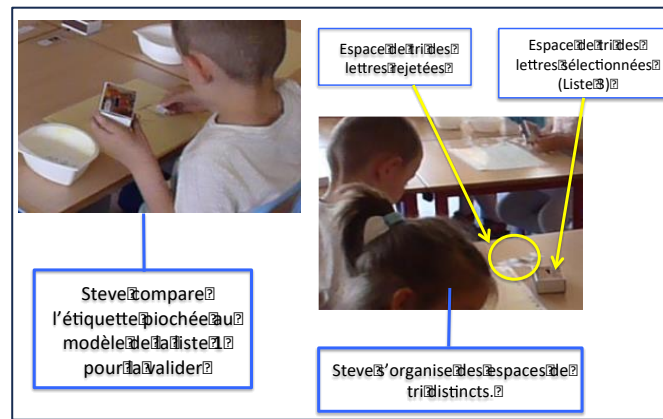 Espace de tri des
lettres rejetées
Espace de tri des
lettres sélectionnées
(Liste 3)
Steve compare
l’étiquette piochée au
modèle de la liste 1
pour la valider
Steve s’organise des espaces de
tri distincts.